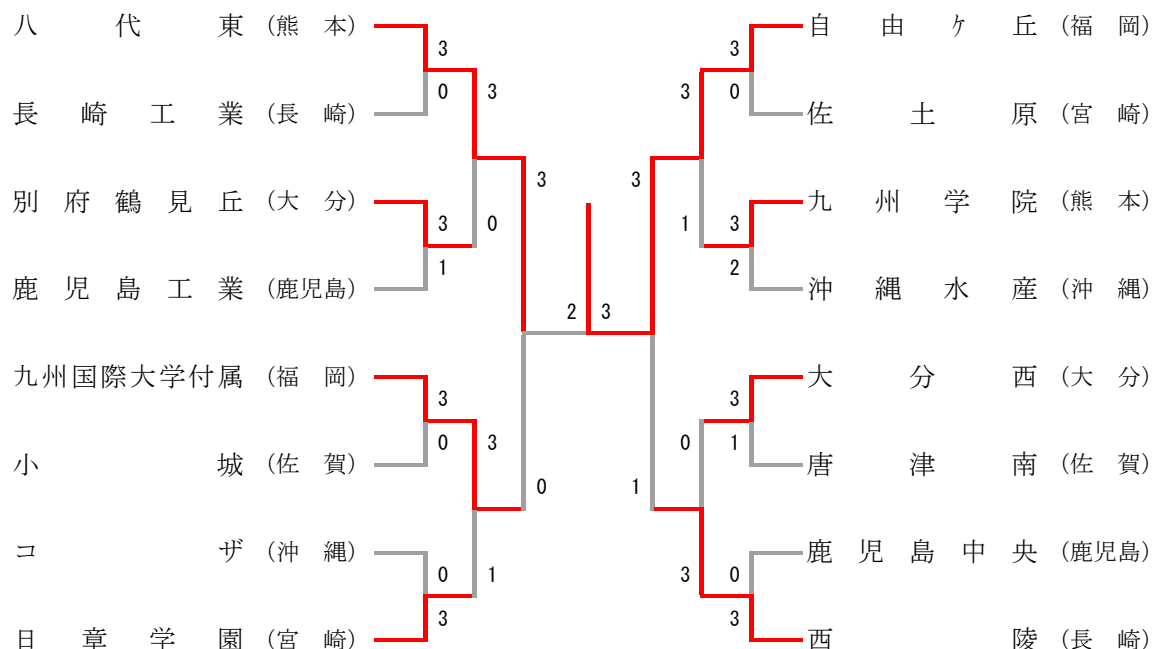 八代東 (熊本)
3
0
長崎工業 (長崎)
3
別府鶴見丘 (大分)
3
1
鹿児島工業 (鹿児島)
0
3
九州国際大学付属 (福岡)
3
0
小城 (佐賀)
3
コザ (沖縄)
0
3
日章学園 (宮崎)
1
0
2
3
自由ケ丘 (福岡)
3
0
佐土原 (宮崎)
3
九州学院 (熊本)
3
2
沖縄水産 (沖縄)
1
3
大分西 (大分)
3
1
唐津南 (佐賀)
0
鹿児島中央 (鹿児島)
0
3
西陵 (長崎)
3
1